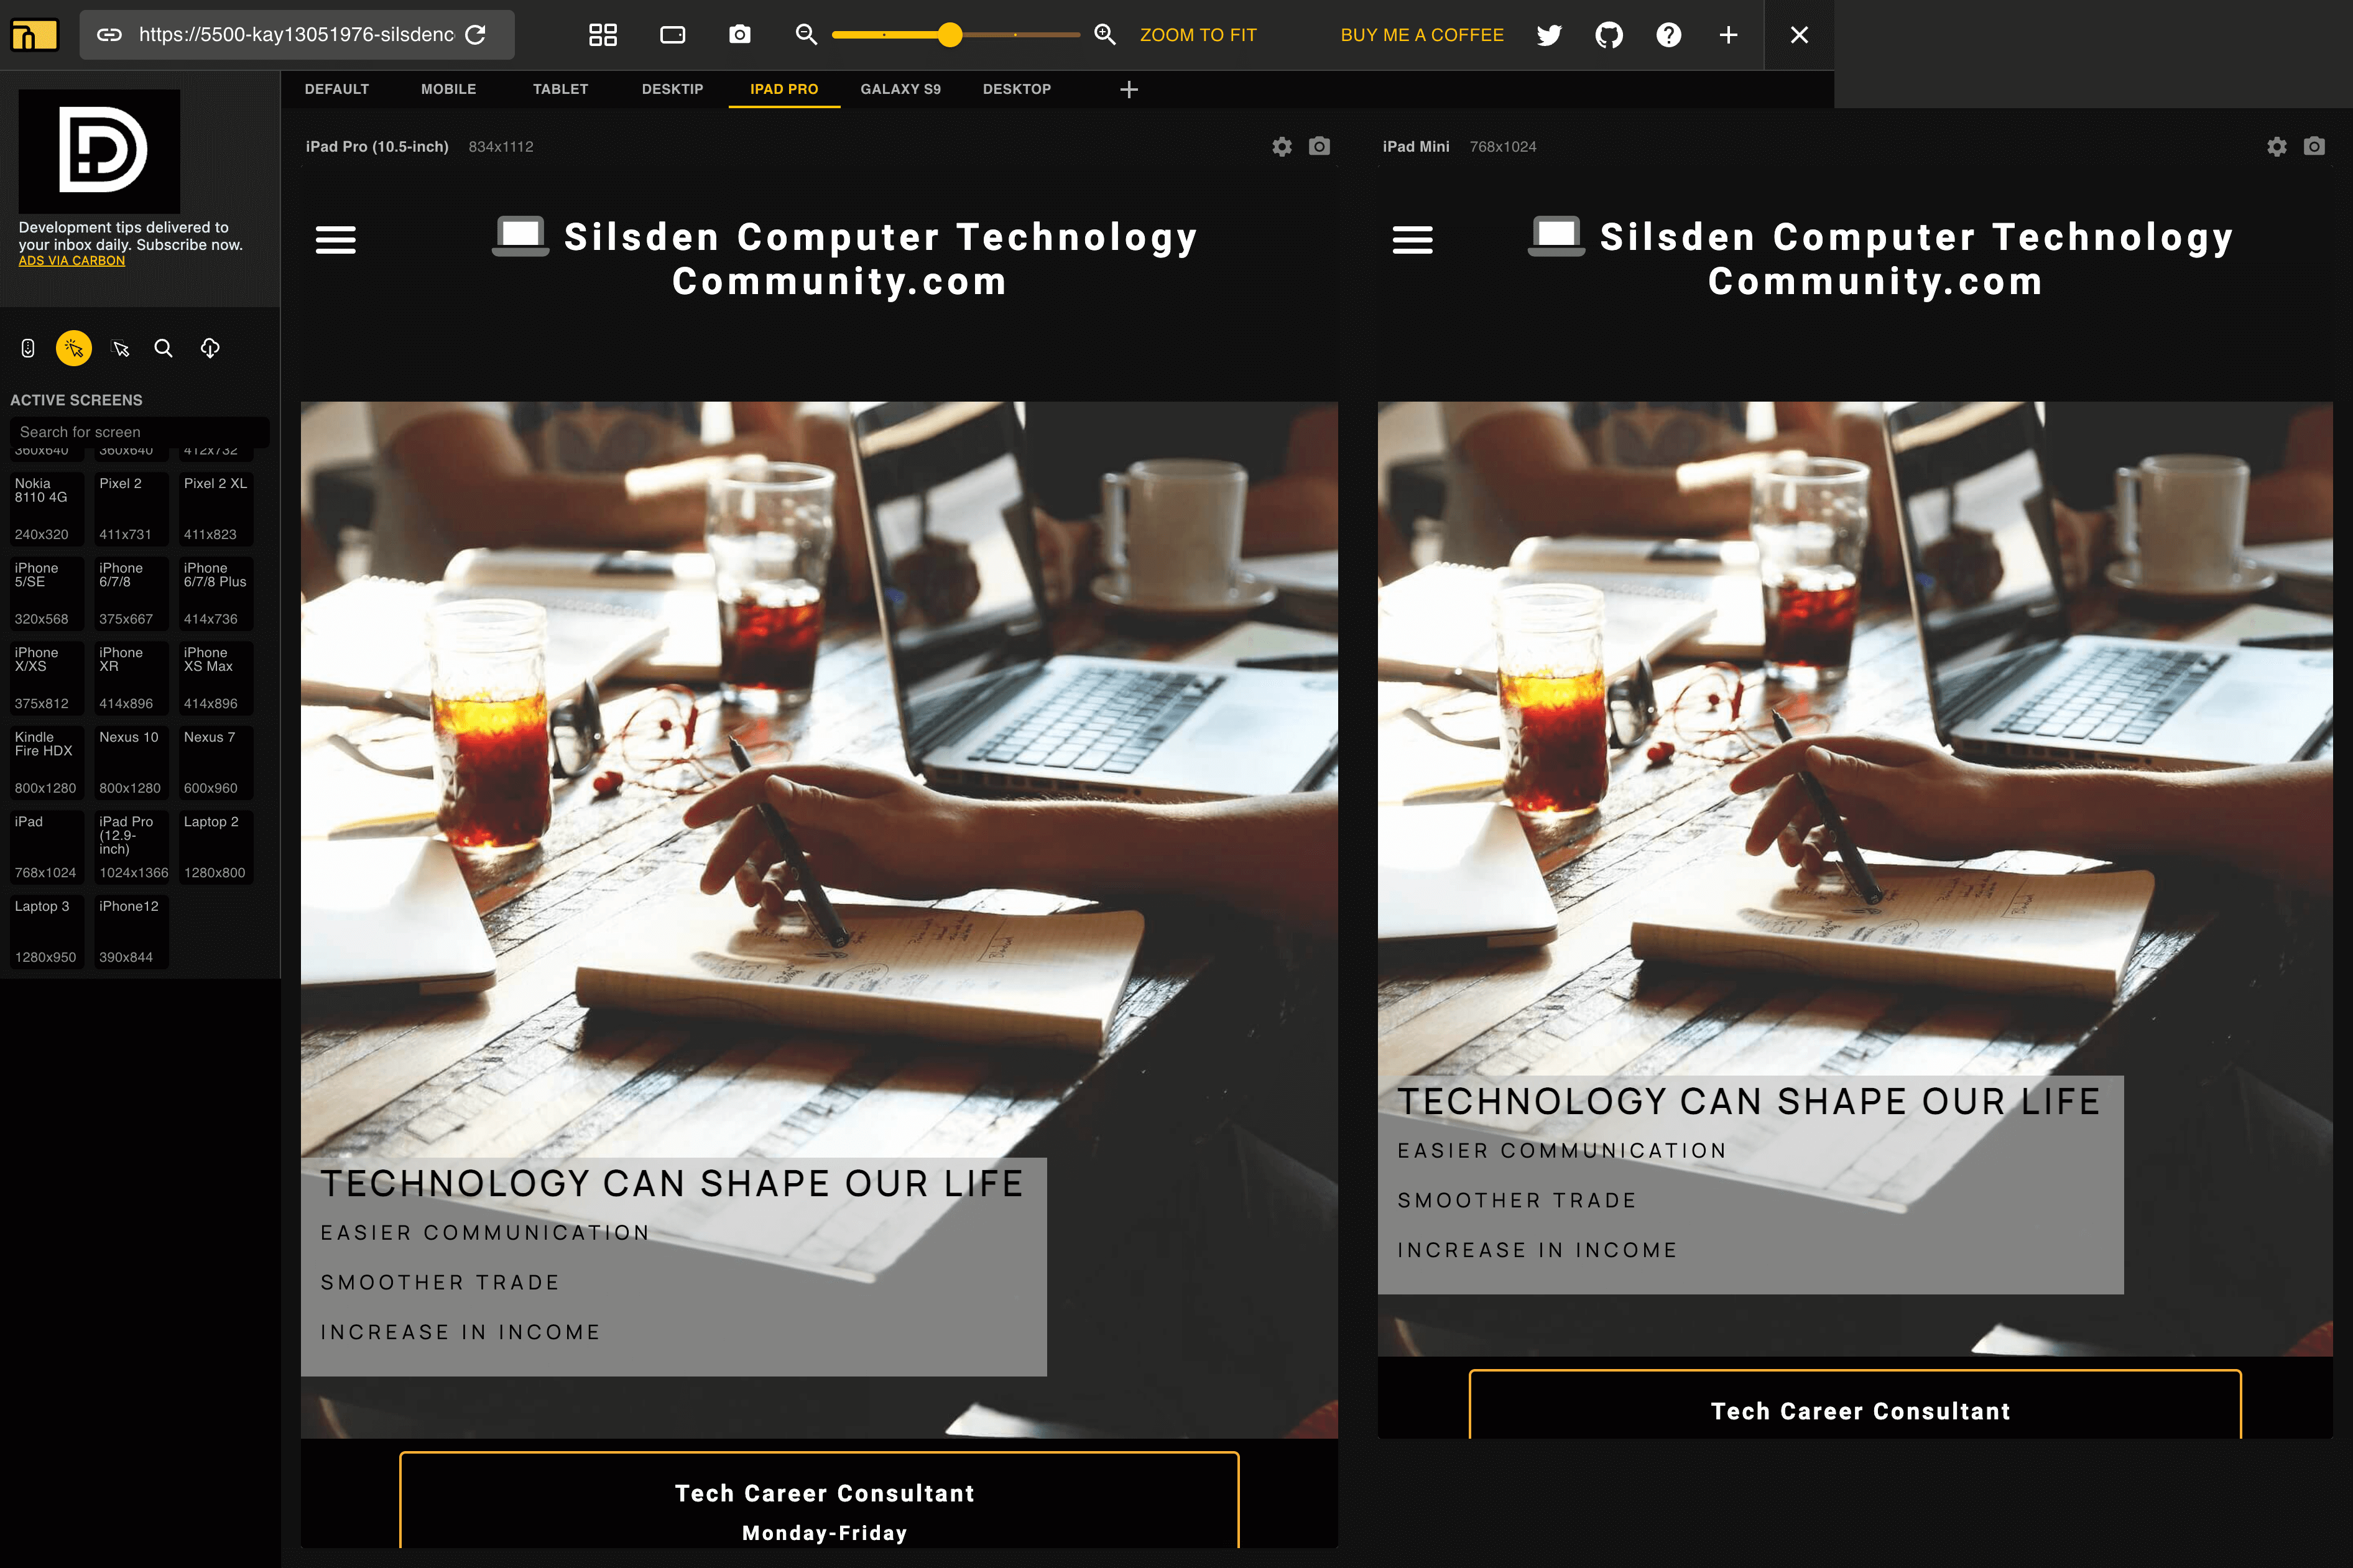 https://5500-kay13051976-silsdenc
ZOOM TO FIT
BUY ME A COFFEE
DEFAULT
MOBILE
TABLET
DESKTIP
IPAD PRO
GALAXY S9
DESKTOP
Development tips delivered to
your inbox daily. Subscribe now.
ADS VIA CARBON
ACTIVE SCREENS
Search for screen
360x640 360x640 412x732
Nokia
8110 4G
240x320
Pixel 2
411x731
Pixel 2 XL
411x823
iPhone
5/SE
320x568
iPhone
6/7/8
375x667
iPhone
6/7/8 Plus
414x736
iPhone
X/XS
375x812
iPhone
XR
414x896
iPhone
XS Max
414x896
Kindle
Fire HDX
800x1280
Nexus 10
800x1280
Nexus 7
600x960
iPad
768x1024
iPad Pro
(12.9-
inch)
1024x1366
Laptop 2
1280x800
Laptop 3
1280x950
iPhone12
390x844
iPad Pro (10.5-inch) 834x1112
Silsden Computer Technology
Community.com
TECHNOLOGY CAN SHAPE OUR LIFE
EASIER COMMUNICATION
SMOOTHER TRADE
INCREASE IN INCOME
Tech Career Consultant
Monday-Friday
iPad Mini 768x1024
Silsden Computer Technology
Community.com
TECHNOLOGY CAN SHAPE OUR LIFE
EASIER COMMUNICATION
SMOOTHER TRADE
INCREASE IN INCOME
Tech Career Consultant